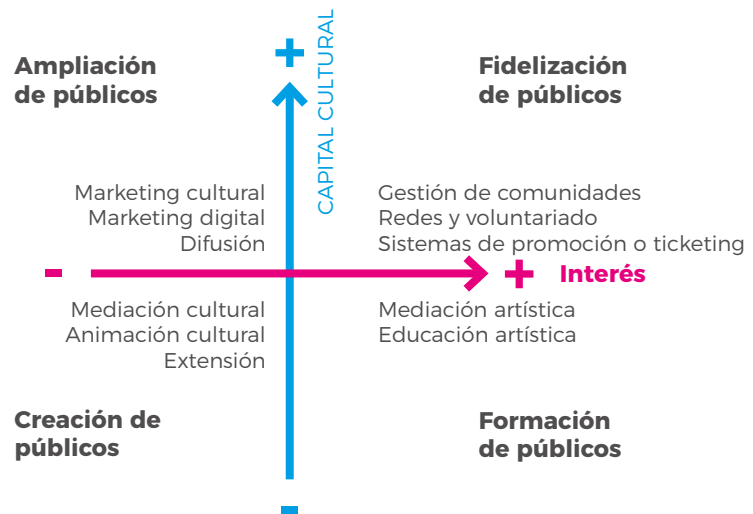 CAPITAL CULTURAL
+
Ampliación
de públicos
Fidelización
de públicos
Marketing cultural
Marketing digital
Difusión
Gestión de comunidades
Redes y voluntariado
Sistemas de promoción o ticketing
-
+
Interés
Mediación cultural
Animación cultural
Extensión
Mediación artística
Educación artística
Creación de
públicos
Formación
de públicos
-